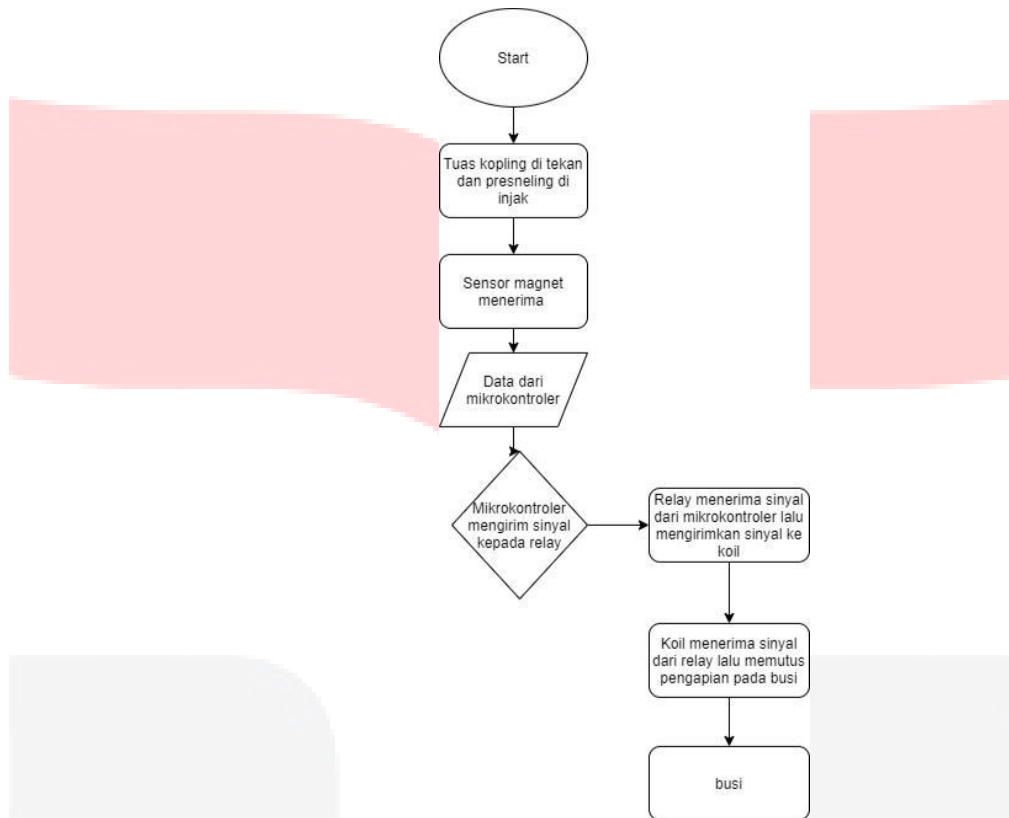 Start
Tuas kopling di tekan
dan presneling di
injak
Sensor magnet
menerima
Data dari
mikrokontroler
Mikrokontroler
mengirim sinyal
kepada relay
Relay menerima sinyal
dari mikrokontroler lalu
mengirimkan sinyal ke
koil
Koil menerima sinyal
dari relay lalu memutus
pengapian pada busi
busi